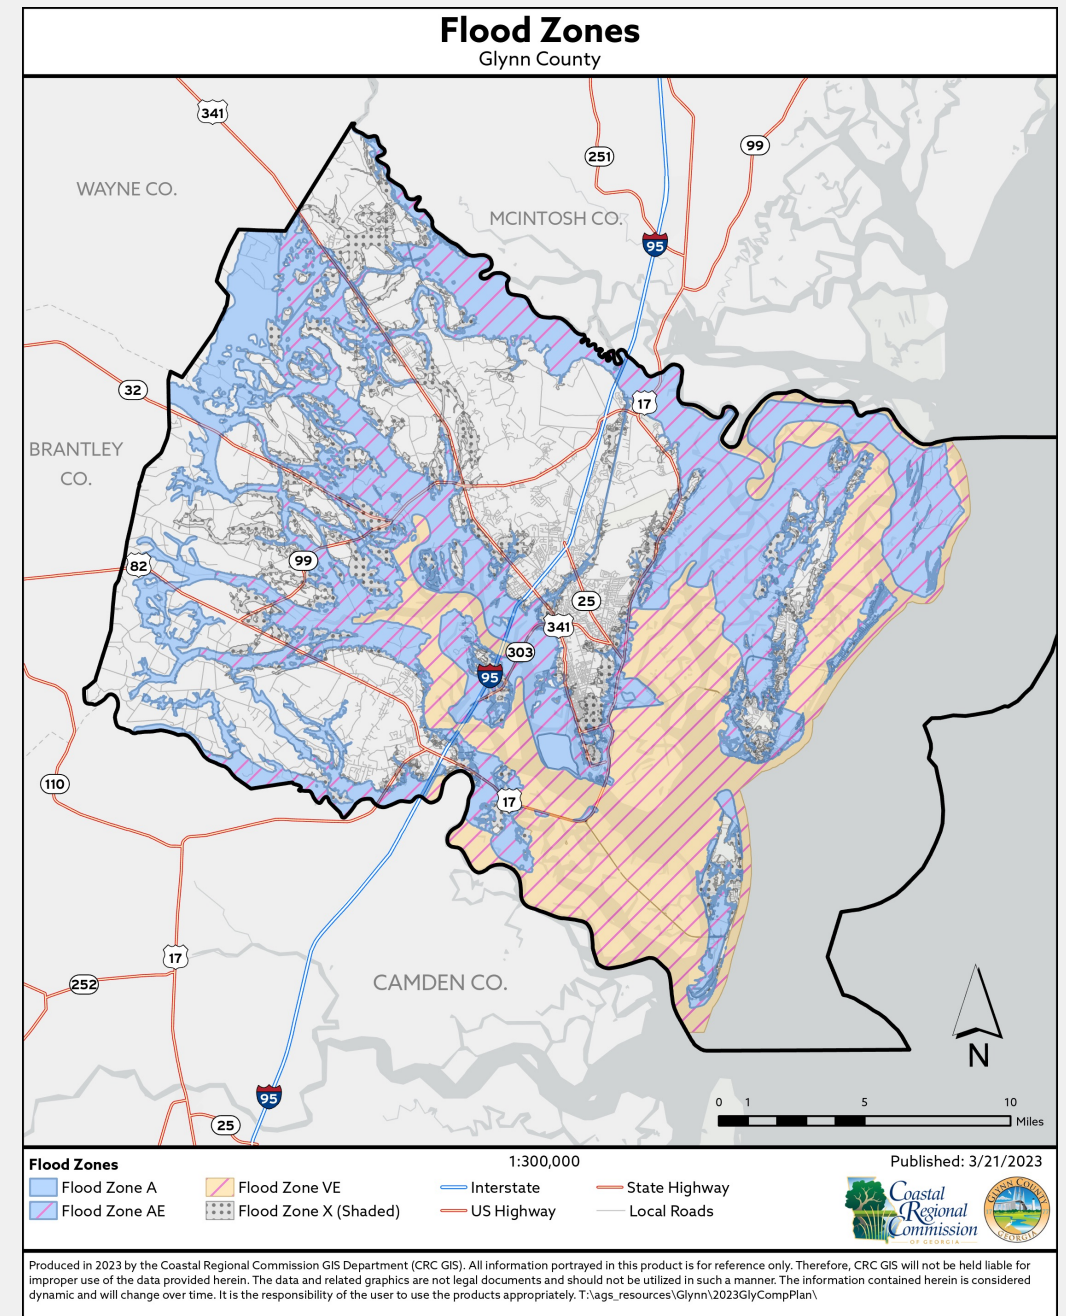 Flood Zones
Glynn County
341
251
99
WAYNE CO.
MCINTOSH CO.
95
32
17
BRANTLEY
CO.
82
99
25
341
303
95
110
17
17
252
CAMDEN CO.
N
95
25
0 1 5 10
Miles
Flood Zones
1:300,000
Published: 3/21/2023
Flood Zone A
Flood Zone VE
Interstate
State Highway
Flood Zone AE
Flood Zone X (Shaded)
US Highway
Local Roads
Coastal
Regional
Commission
OF GEORGIA
GLYNN COUNTY
GEORGIA
Produced in 2023 by the Coastal Regional Commission GIS Department (CRC GIS). All information portrayed in this product is for reference only. Therefore, CRC GIS will not be held liable for
improper use of the data provided herein. The data and related graphics are not legal documents and should not be utilized in such a manner. The information contained herein is considered
dynamic and will change over time. It is the responsibility of the user to use the products appropriately. T:\ags_resources\Glynn\2023GlyCompPlan\